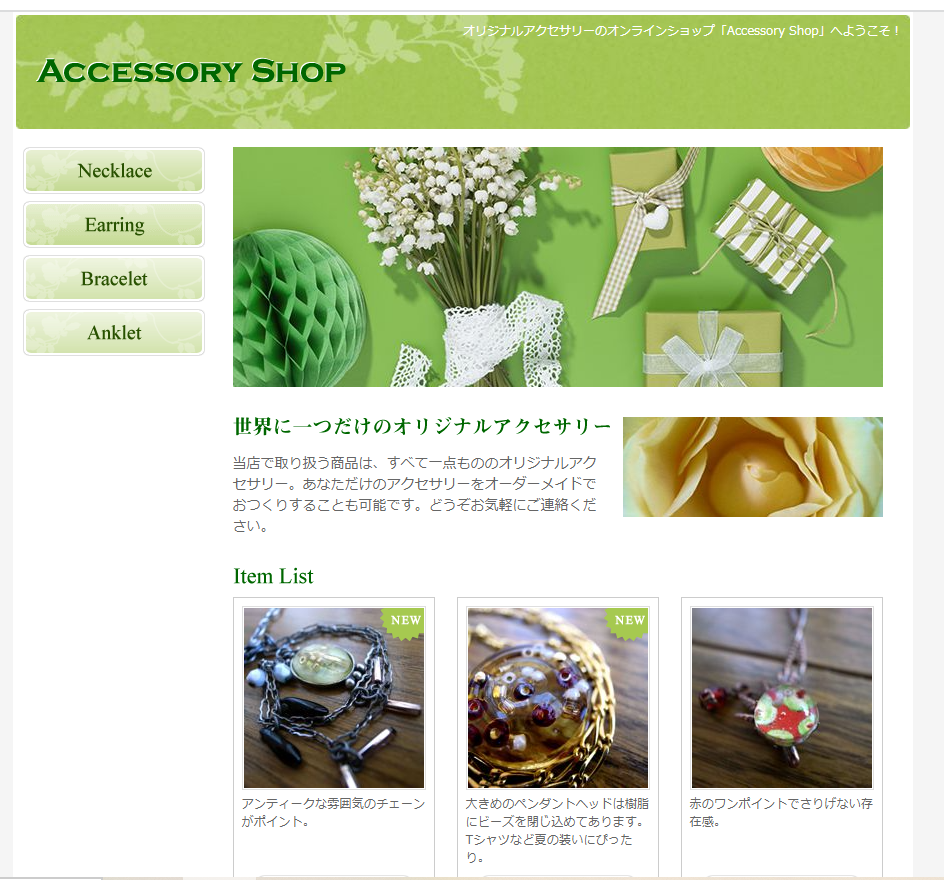 オリジナルアクセサリーのオンラインショップ「Accessory Shop」へようこそ！
ACCESSORY SHOP
Necklace
Earring
Bracelet
Anklet
世界に一つだけのオリジナルアクセサリー
当店で取り扱う商品は、すべて一点もののオリジナルアク
セサリー。あなただけのアクセサリーをオーダーメイドで
おつくりすることも可能です。どうぞお気軽にご連絡くだ
さい。
Item List
NEW
NEW
アンティークな雰囲気のチェーン
がポイント。
大きめのペンダントヘッドは樹脂
にビーズを閉じ込めてあります。
Tシャツなど夏の装いにぴった
り。
赤のワンポイントでさりげない存
在感。